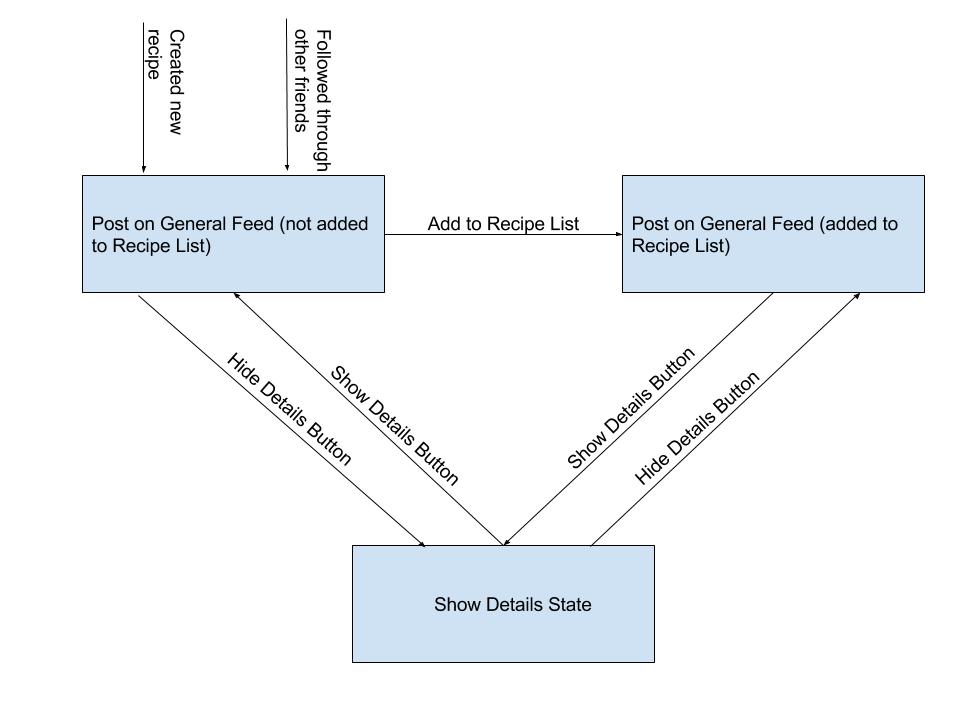 Created new
recipe
Followed through
other friends
Post on General Feed (not added
to Recipe List)
Add to Recipe List
Post on General Feed (added to
Recipe List)
Hide Details Button
Show Details Button
Show Details Button
Hide Details Button
Show Details State